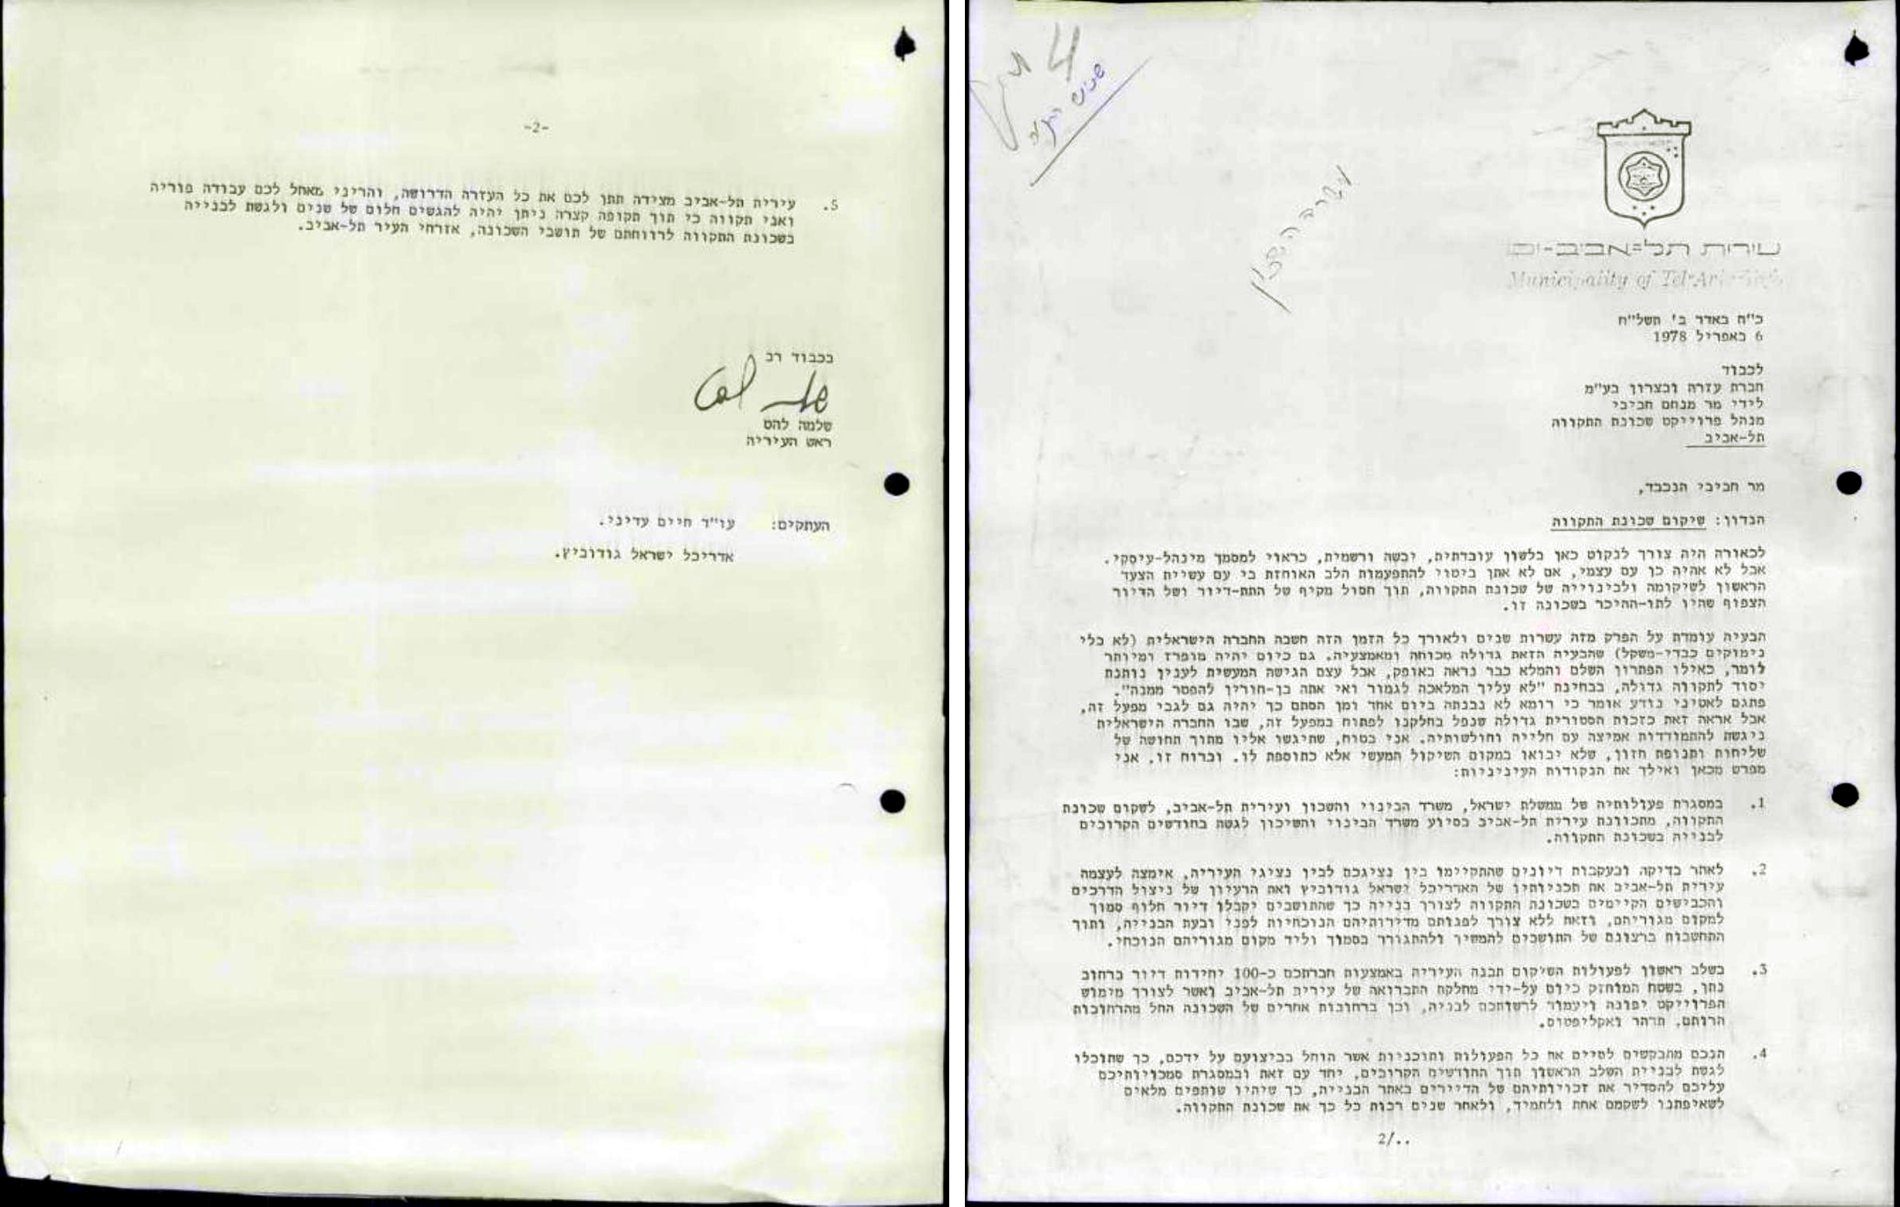 עירית תל-אביב-יפו
Municipality of Tel-Aviv-Yafo
כ"ח באדר ב' תשל"ח
6 באפריל 1978
לכבוד
חברת עזרה ובצרון בע"מ
לידי מר מנחם חביבי
מנהל פרוייקט שכונת התקווה
תל-אביב
מר חביבי הנכבד,
הנדון: שיקום שכונת התקווה
לכאורה היה צורך לנקוט כאן בלשון עובדתית, יבשה ורשמית, כראוי למסמך מינהל-עיסקי.
אבל לא אהיה כן עם עצמי, אם לא אתן ביטוי להתפעמות הלב האוחזת בי עם עשיית הצעד
הראשון לשיקומה ולבינוייה של שכונת התקווה, תוך חסול מקיף של התת-דיור ושל הדיור
הצפוף שהיו לתו-ההיכר בשכונה זו.
הבעיה עומדת על הפרק מזה עשרות שנים ולאורך כל הזמן הזה חשבה החברה הישראלית (לא בלי
נימוקים כבדי-משקל) שהבעיה הזאת גדולה מכוחה ומאמצעיה. גם כיום יהיה מופרז ומיותר
לומר, כאילו הפתרון השלם והמלא כבר נראה באופק, אבל עצם הגישה המעשית לענין נותנת
יסוד לתקווה גדולה, בבחינת "לא עליך המלאכה לגמור ואי אתה בן-חורין להפטר ממנה".
פתגם לאטיני נודע אומר כי רומא לא נבנתה ביום אחד ומן הסתם כך יהיה גם לגבי מפעל זה,
אבל אראה זאת כזכות הסטורית גדולה שנפל בחלקנו לפתוח במפעל זה, שבו החברה הישראלית
ניגשת להתמודדות אמיצה עם חלייה וחולשותיה. אני בטוח, שתיגשו אליו מתוך תחושה של
שליחות ותנופת חזון, שלא יבואו במקום השיקול המעשי אלא כתוספת לו. וברוח זו, אני
מפרש מכאן ואילך את הנקודות העיניניות:
1. במסגרת פעולותיה של ממשלת ישראל, משרד הבינוי והשכון ועירית תל-אביב, לשקום שכונת
התקווה, מתכוונת עירית תל-אביב בסיוע משרד הבינוי והשיכון לגשת בחודשים הקרובים
לבנייה בשכונת התקווה.
2. לאחר בדיקה ובעקבות דיונים שהתקיימו בין נציגכם לבין נציגי העיריה, אימצה לעצמה
עירית תל-אביב את תכניותיו של האדריכל ישראל גודוביץ ואת הרעיון של ניצול הדרכים
והכבישים הקיימים בשכונת התקווה לצורך בנייה כך שהתושבים יקבלו דיור חלוף סמוך
למקום מגוריהם, וזאת ללא צורך לפנותם מדירותיהם הנוכחיות לפני ובעת הבנייה, ותוך
התחשבות ברצונם של התושבים להמשיך ולהתגורר בסמוך וליד מקום מגוריהם הנוכחי.
3. בשלב ראשון לפעולות השיקום תבנה העיריה באמצעות חברתכם כ-100 יחידות דיור ברחוב
נתן, בשטח המוחזק כיום על-ידי מחלקת התברואה של עירית תל-אביב ואשר לצורך מימוש
הפרוייקט יפונה ויעמוד לרשותכם לבניה, וכן ברחובות אחרים של השכונה החל מהרחובות
הרותם, תדהר ואקליפטוס.
4. הנכם מתבקשים לסיים את כל הפעולות ותוכניות אשר הוחל בביצועם על ידכם, כך שתוכלו
לגשת לבניית השלב הראשון תוך החודשים הקרובים. יחד עם זאת ובמסגרת סמכויותיכם
עליכם להסדיר את זכויותיהם של הדיירים באתר הבנייה, כך שיהיו שותפים מלאים
לשאיפתנו לשקמם אחת ולתמיד, ולאחר שנים רבות כל כך את שכונת התקווה.
2/..
-2-
5. עירית תל-אביב מצידה תתן לכם את כל העזרה הדרושה, והריני מאחל לכם עבודה פוריה
ואני תקווה כי תוך תקופה קצרה ניתן יהיה להגשים חלום של שנים ולגשת לבנייה
בשכונת התקווה לרווחתם של תושבי השכונה, אזרחי העיר תל-אביב.
בכבוד רב
שלמה להט
ראש העיריה
העתקים: עו"ד חיים עדיני.
אדריכל ישראל גודוביץ.